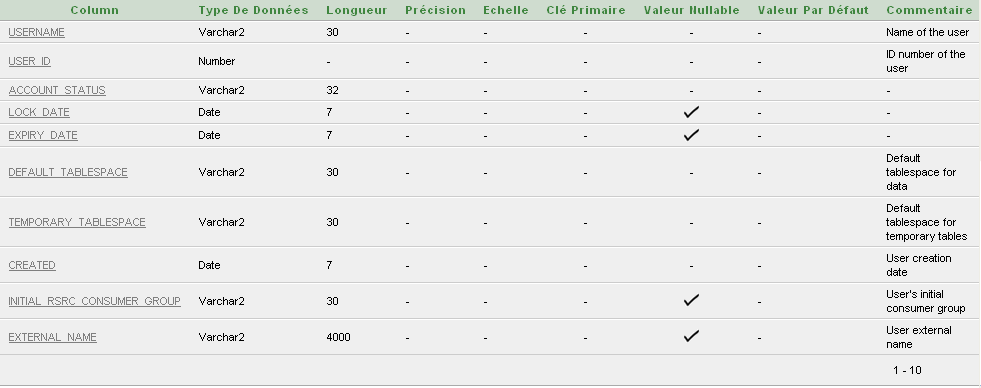 Column Type De Données Longueur Précision Echelle Clé Primaire Valeur Nullable Valeur Par Défaut Commentaire
USERNAME Varchar2 30 - - - - - Name of the user
USER_ID Number - - - - - - ID number of the
user
ACCOUNT_STATUS Varchar2 32 - - - - - -
LOCK_DATE Date 7 - - - ✓ - -
EXPIRY_DATE Date 7 - - - ✓ - -
DEFAULT_TABLESPACE Varchar2 30 - - - - - Default
tablespace for
data
TEMPORARY_TABLESPACE Varchar2 30 - - - - - Default
tablespace for
temporary tables
CREATED Date 7 - - - - - User creation
date
INITIAL_RSRC_CONSUMER_GROUP Varchar2 30 - - - ✓ - User's initial
consumer group
EXTERNAL_NAME Varchar2 4000 - - - ✓ - User external
name
1 - 10